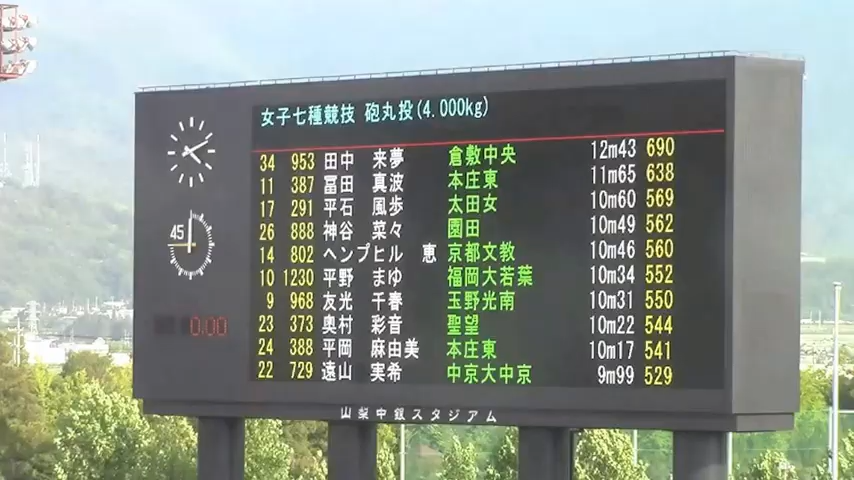 女子七種競技 砲丸投(4.000kg)
34 953 田中 来夢 倉敷中央 12m43 690
11 387 冨田 真波 本庄東 11m65 638
17 291 平石 風歩 太田女 10m60 569
26 888 神谷 菜々 園田 10m49 562
14 802 ヘンプヒル 恵 京都文教 10m46 560
10 1230 平野 まゆ 福岡大若葉 10m34 552
9 968 友光 千春 玉野光南 10m31 550
23 373 奥村 彩音 聖望 10m22 544
24 388 平岡 麻由美 本庄東 10m17 541
22 729 遠山 実希 中京大中京 9m99 529
45
0.00
山梨中銀スタジアム